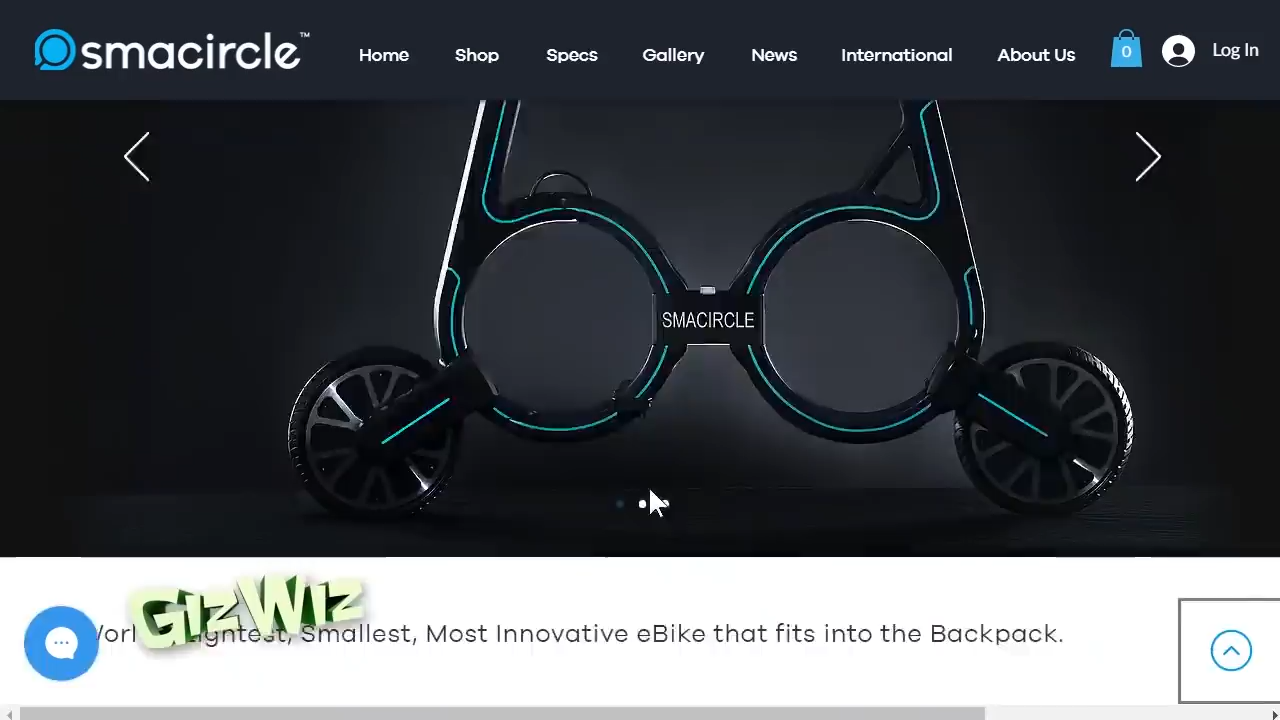 smacircle™
Home Shop Specs Gallery News International About Us 0 Log In
SMACIRCLE
GizWiz
Smallest, Most Innovative eBike that fits into the Backpack.